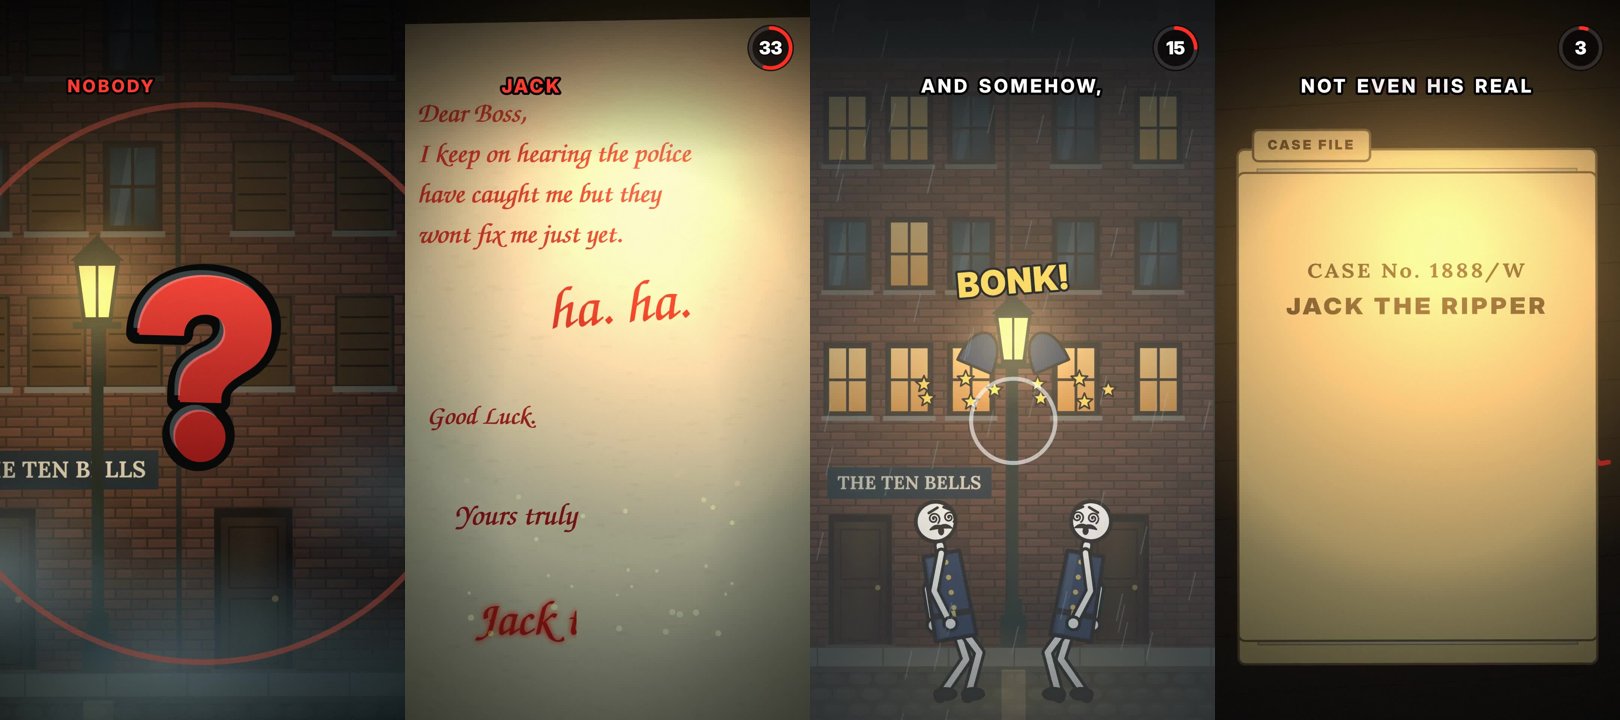 NOBODY
E TEN BELLS
33
JACK
Dear Boss,
I keep on hearing the police
have caught me but they
wont fix me just yet.
ha. ha.
Good Luck.
Yours truly
Jack t
15
AND SOMEHOW,
BONK!
THE TEN BELLS
3
NOT EVEN HIS REAL
CASE FILE
CASE No. 1888/W
JACK THE RIPPER